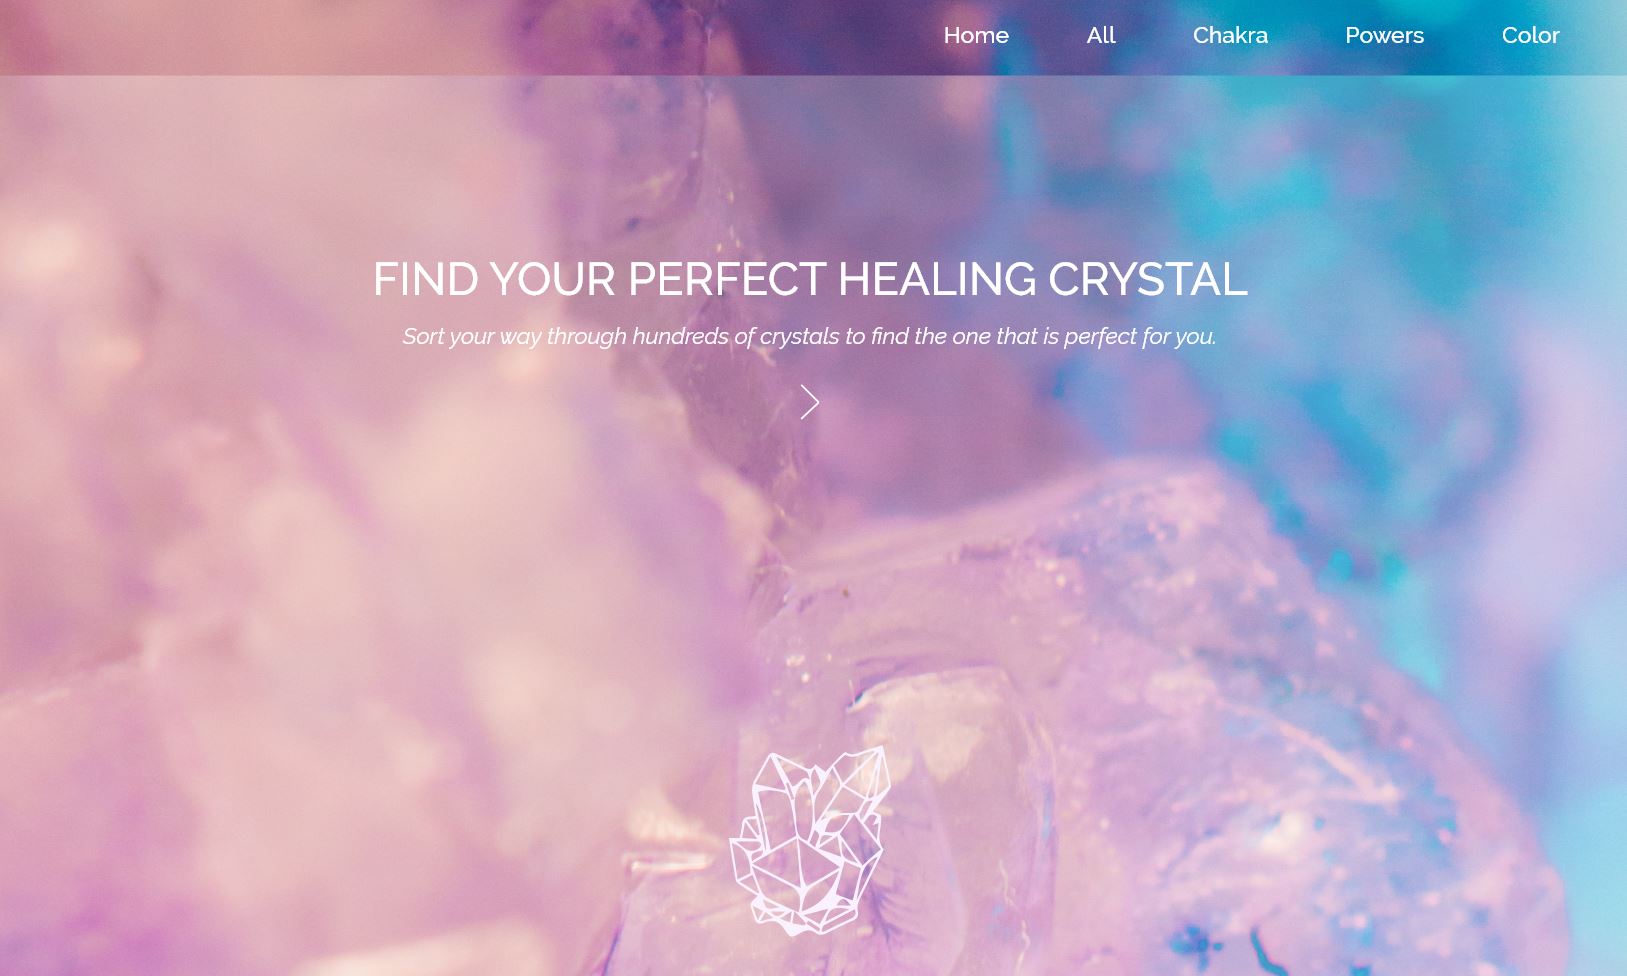 Home All Chakra Powers Color
FIND YOUR PERFECT HEALING CRYSTAL
Sort your way through hundreds of crystals to find the one that is perfect for you.